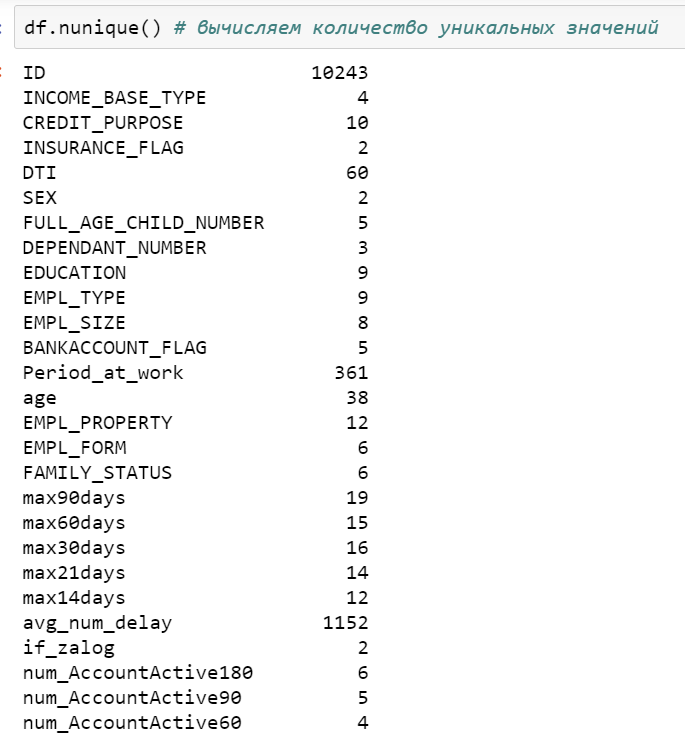 df.nunique() # вычисляем количество уникальных значений
ID 10243
INCOME_BASE_TYPE 4
CREDIT_PURPOSE 10
INSURANCE_FLAG 2
DTI 60
SEX 2
FULL_AGE_CHILD_NUMBER 5
DEPENDANT_NUMBER 3
EDUCATION 9
EMPL_TYPE 9
EMPL_SIZE 8
BANKACCOUNT_FLAG 5
Period_at_work 361
age 38
EMPL_PROPERTY 12
EMPL_FORM 6
FAMILY_STATUS 6
max90days 19
max60days 15
max30days 16
max21days 14
max14days 12
avg_num_delay 1152
if_zalog 2
num_AccountActive180 6
num_AccountActive90 5
num_AccountActive60 4